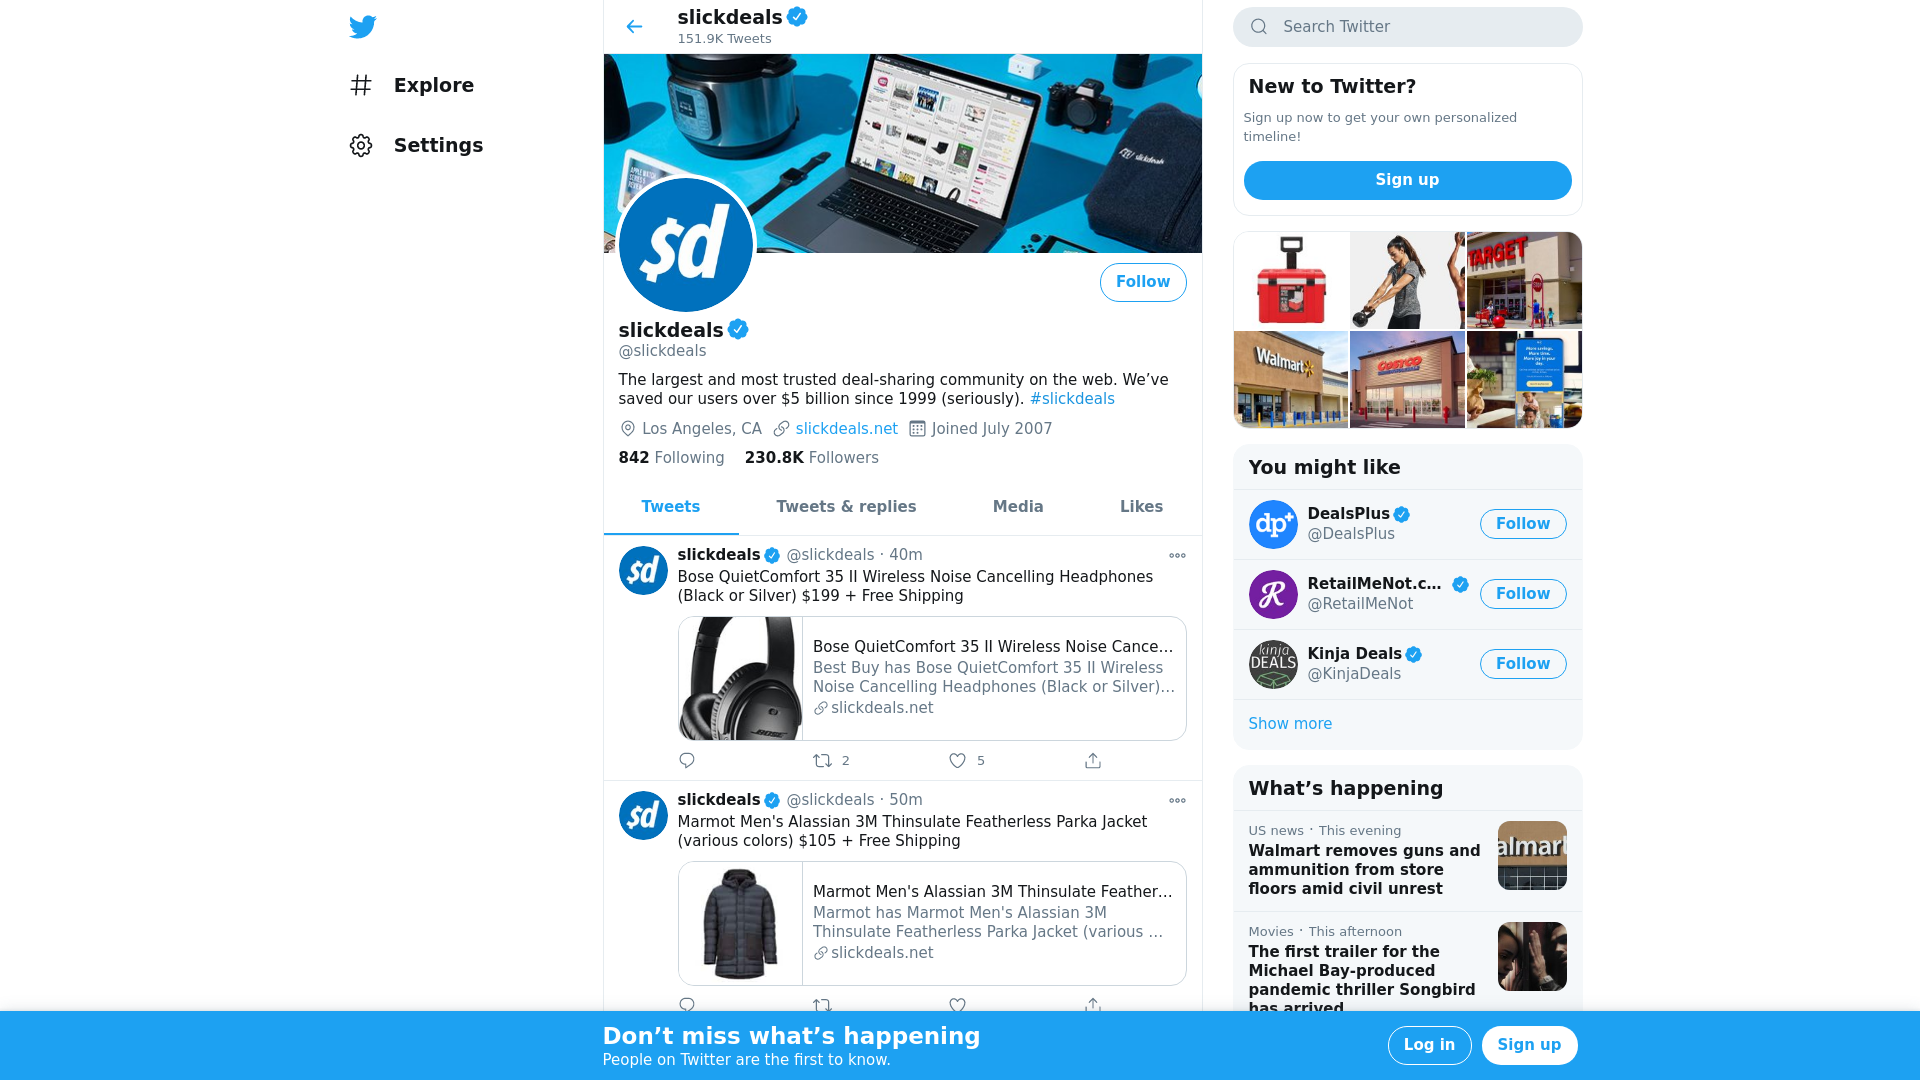 Explore
Settings
slickdeals
151.9K Tweets
slickdeals
$d
Follow
slickdeals
@slickdeals
The largest and most trusted deal-sharing community on the web. We’ve
saved our users over $5 billion since 1999 (seriously). #slickdeals
Los Angeles, CA slickdeals.net Joined July 2007
842 Following 230.8K Followers
Tweets Tweets & replies Media Likes
$d
slickdeals @slickdeals · 40m
Bose QuietComfort 35 II Wireless Noise Cancelling Headphones
(Black or Silver) $199 + Free Shipping
BOSE
Bose QuietComfort 35 II Wireless Noise Cance…
Best Buy has Bose QuietComfort 35 II Wireless
Noise Cancelling Headphones (Black or Silver)…
slickdeals.net
2 5
$d
slickdeals @slickdeals · 50m
Marmot Men's Alassian 3M Thinsulate Featherless Parka Jacket
(various colors) $105 + Free Shipping
Marmot Men's Alassian 3M Thinsulate Feather…
Marmot has Marmot Men's Alassian 3M
Thinsulate Featherless Parka Jacket (various …
slickdeals.net
Search Twitter
New to Twitter?
Sign up now to get your own personalized
timeline!
Sign up
TARGET
Walmart
COSTCO
You might like
dp+
DealsPlus
@DealsPlus
Follow
R
RetailMeNot.c…
@RetailMeNot
Follow
kinja
DEALS
Kinja Deals
@KinjaDeals
Follow
Show more
What’s happening
US news · This evening
Walmart removes guns and
ammunition from store
floors amid civil unrest
almart
Movies · This afternoon
The first trailer for the
Michael Bay-produced
pandemic thriller Songbird
has arrived
Don’t miss what’s happening
People on Twitter are the first to know.
Log in
Sign up